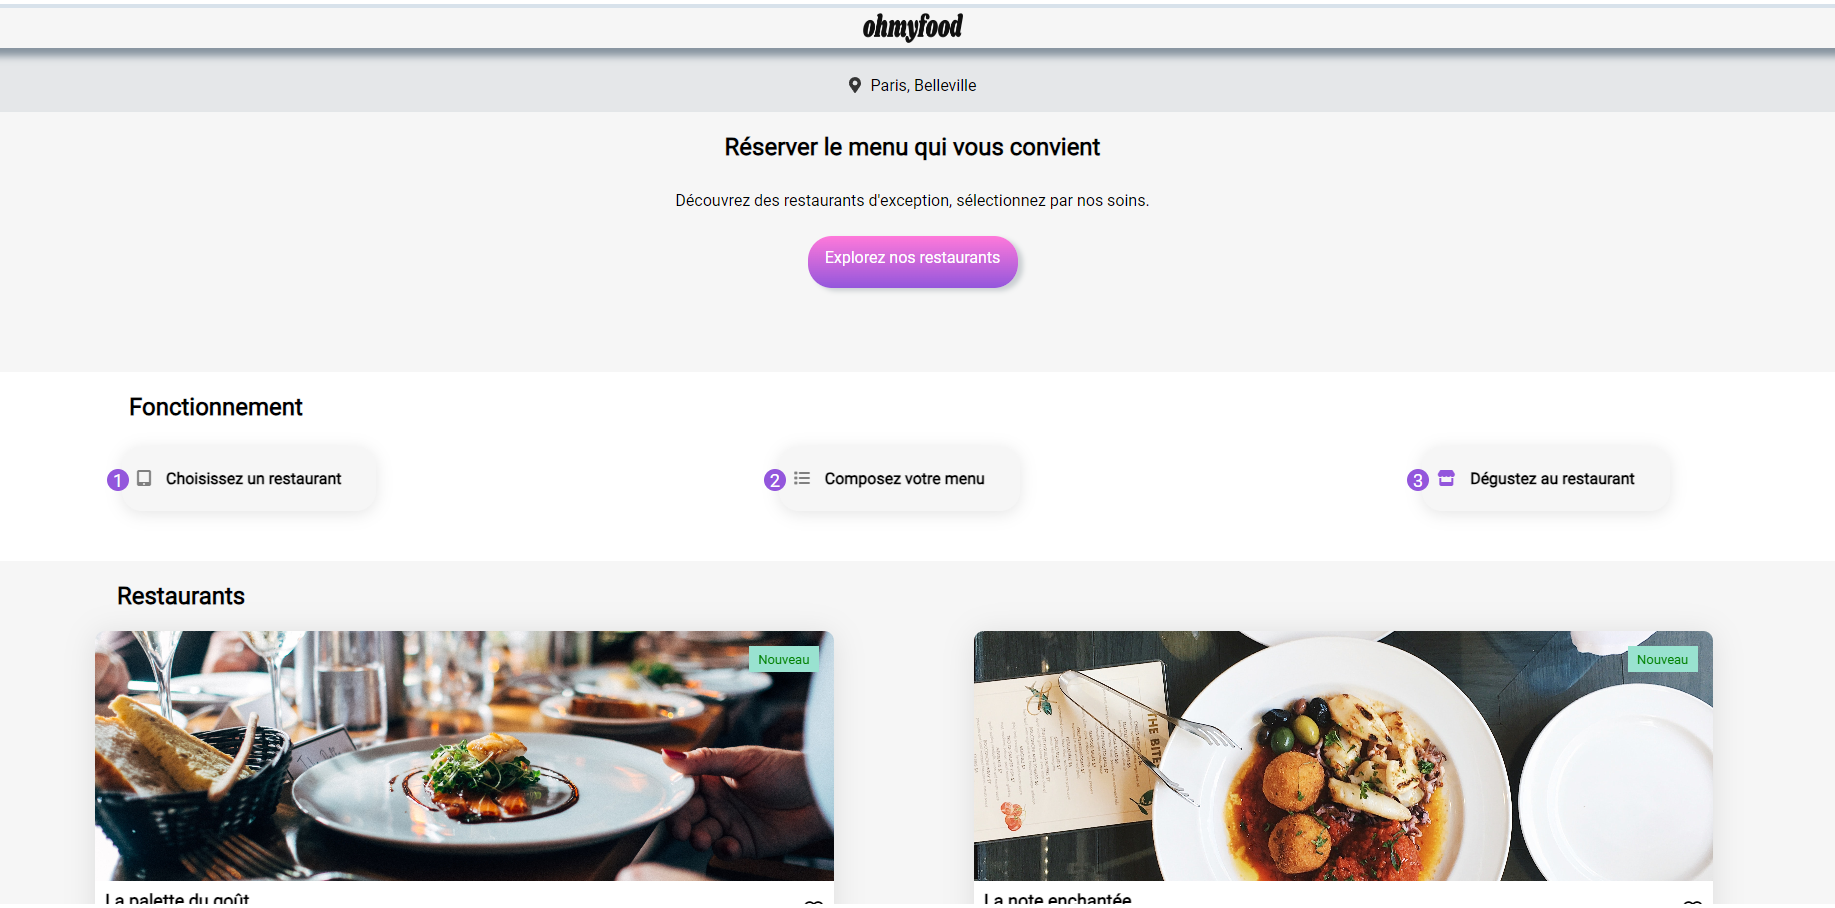 ohmyfood
Paris, Belleville
Réserver le menu qui vous convient
Découvrez des restaurants d'exception, sélectionnez par nos soins.
Explorez nos restaurants
Fonctionnement
1 Choisissez un restaurant
2 Composez votre menu
3 Dégustez au restaurant
Restaurants
Nouveau
Nouveau
THE BITE
La palette du goût
La note enchantée